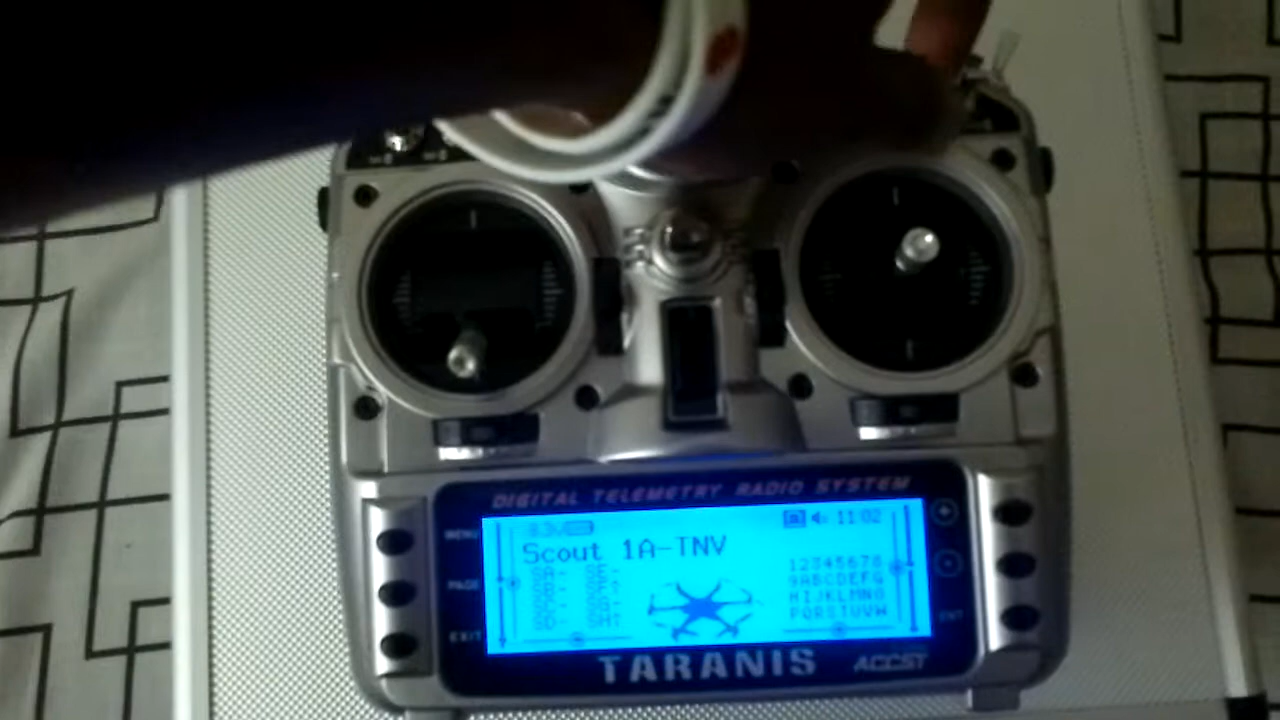 DIGITAL TELEMETRY RADIO SYSTEM
MENU
11:02
Scout 1A-TNV
12345678
9ABCDEFG
HIJKLMNO
PQRSTUVW
PAGE
EXIT
ENT
TARANIS ACCST